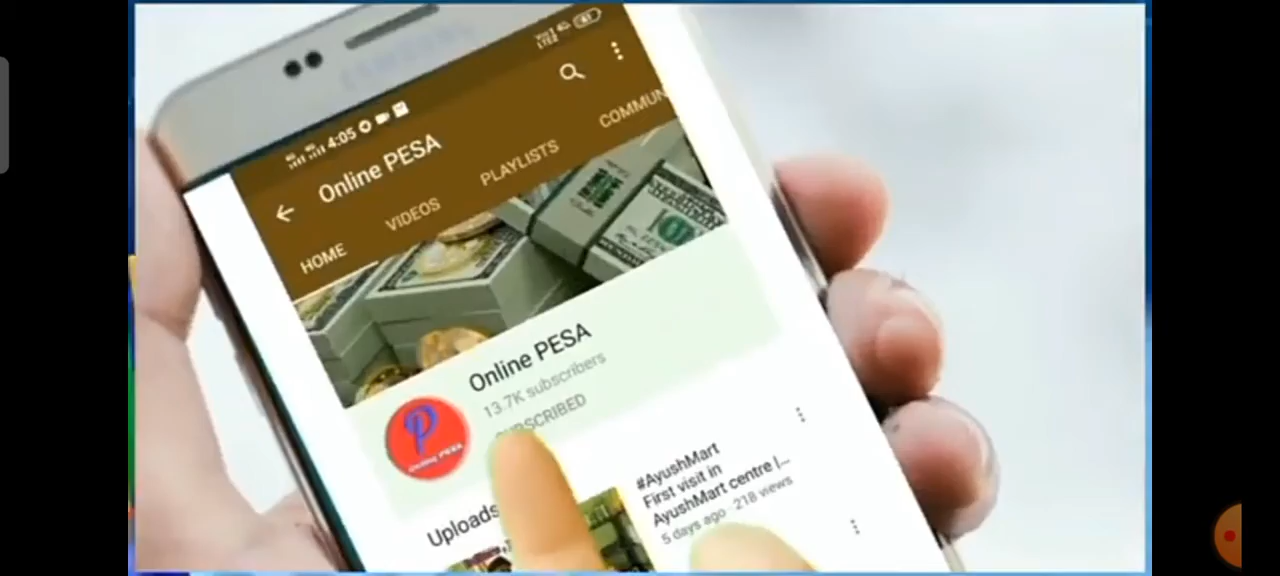 4:05
Online PESA
HOME VIDEOS PLAYLISTS COMMUN
Online PESA
13.7K subscribers
SUBSCRIBED
P
Online PESA
Uploads
#AyushMart
First visit in
AyushMart centre |...
5 days ago · 218 views